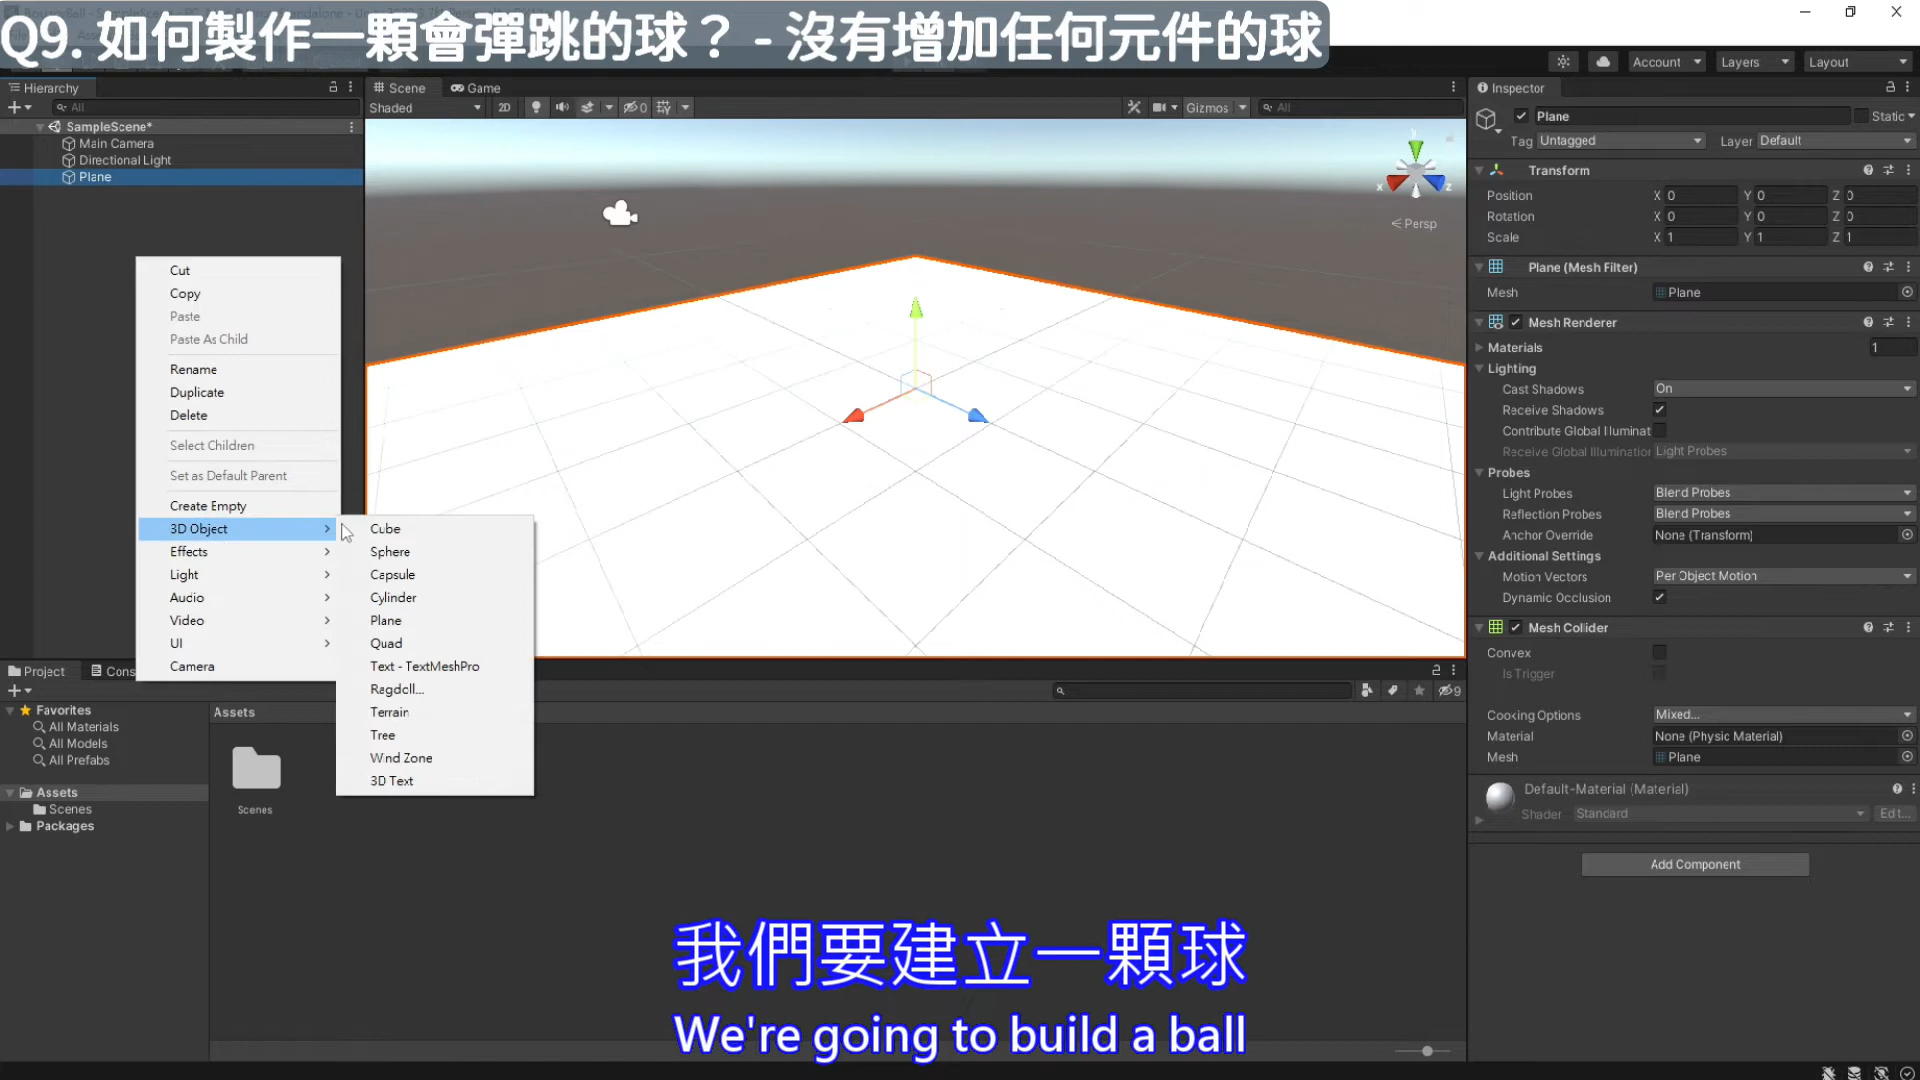 Q9. 如何製作一顆會彈跳的球？ - 沒有增加任何元件的球
Account
Layers
Layout
Hierarchy
All
SampleScene*
Main Camera
Directional Light
Plane
Scene
Game
Shaded
2D
0
Gizmos
All
y
x
z
Persp
Cut
Copy
Paste
Paste As Child
Rename
Duplicate
Delete
Select Children
Set as Default Parent
Create Empty
3D Object
Effects
Light
Audio
Video
UI
Camera
Cube
Sphere
Capsule
Cylinder
Plane
Quad
Text - TextMeshPro
Ragdoll...
Terrain
Tree
Wind Zone
3D Text
Project
Cons
9
Favorites
All Materials
All Models
All Prefabs
Assets
Scenes
Packages
Assets
Scenes
Inspector
Plane
Static
Tag Untagged
Layer Default
Transform
Position X 0 Y 0 Z 0
Rotation X 0 Y 0 Z 0
Scale X 1 Y 1 Z 1
Plane (Mesh Filter)
Mesh Plane
Mesh Renderer
Materials 1
Lighting
Cast Shadows On
Receive Shadows
Contribute Global Illuminat
Receive Global Illumination Light Probes
Probes
Light Probes Blend Probes
Reflection Probes Blend Probes
Anchor Override None (Transform)
Additional Settings
Motion Vectors Per Object Motion
Dynamic Occlusion
Mesh Collider
Convex
Is Trigger
Cooking Options Mixed...
Material None (Physic Material)
Mesh Plane
Default-Material (Material)
Shader Standard Edit...
Add Component
我們要建立一顆球
We're going to build a ball